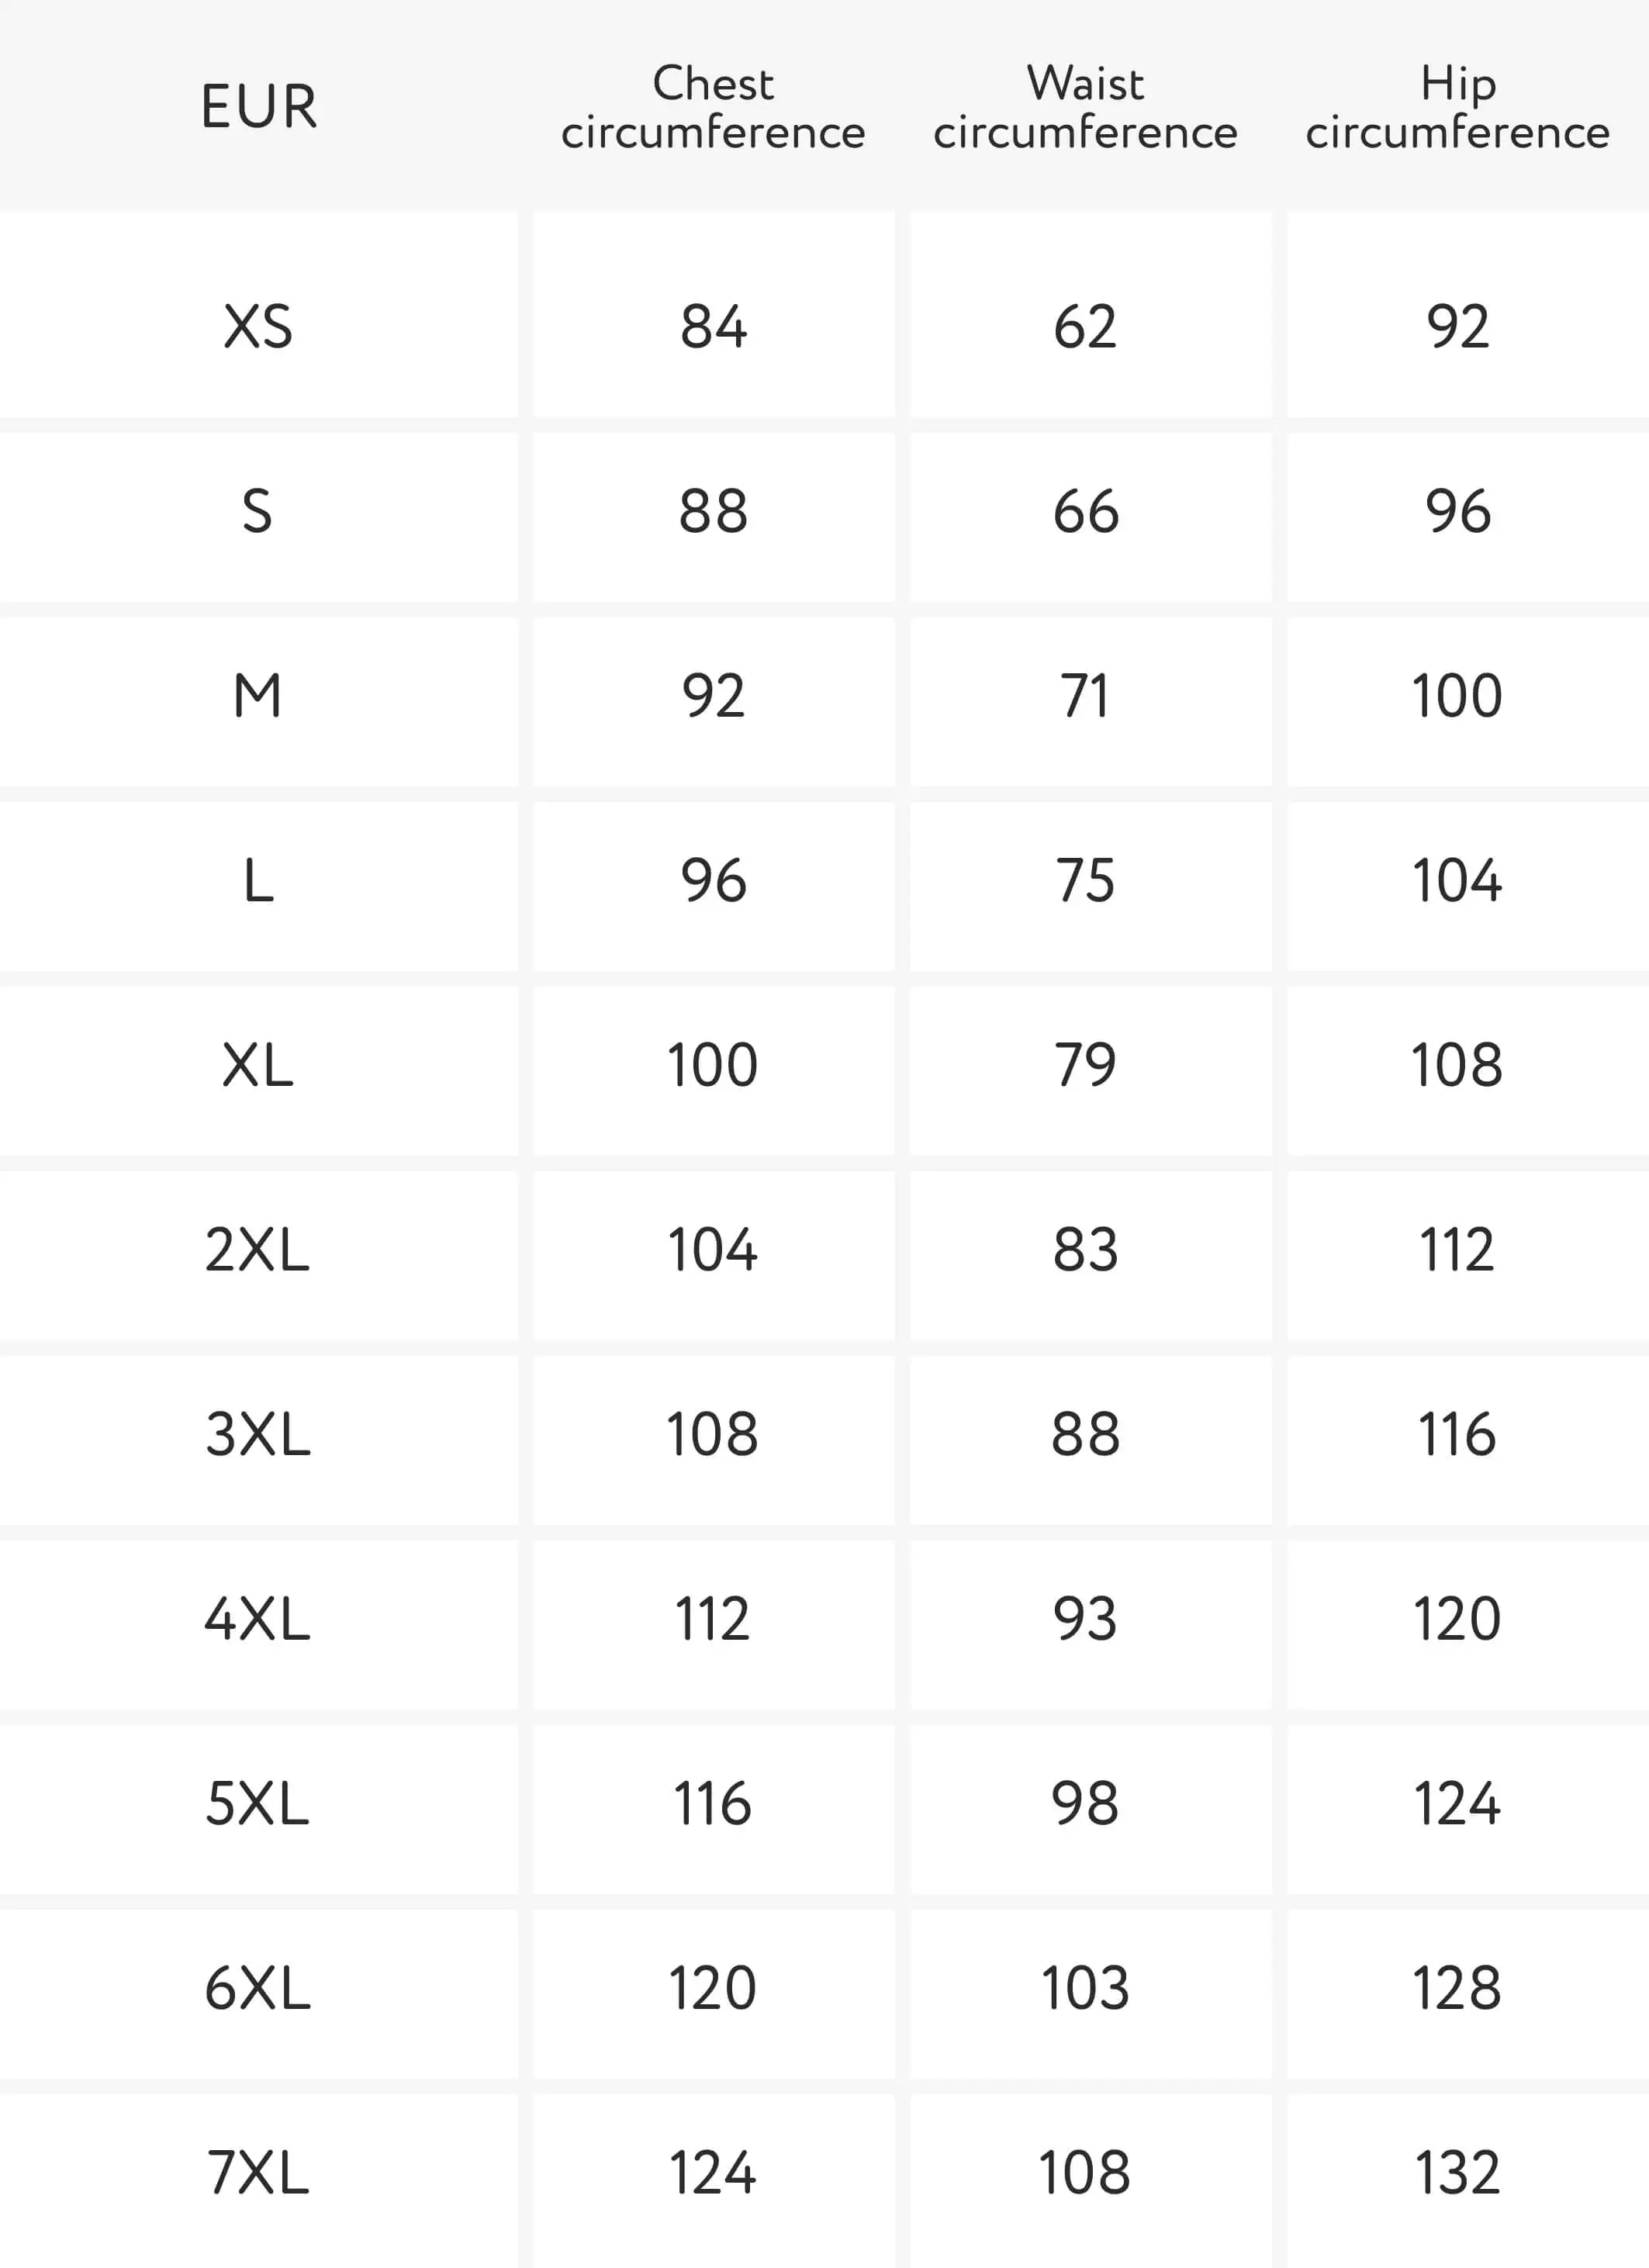 EUR
Chest circumference
Waist circumference
Hip circumference
XS 84 62 92
S 88 66 96
M 92 71 100
L 96 75 104
XL 100 79 108
2XL 104 83 112
3XL 108 88 116
4XL 112 93 120
5XL 116 98 124
6XL 120 103 128
7XL 124 108 132